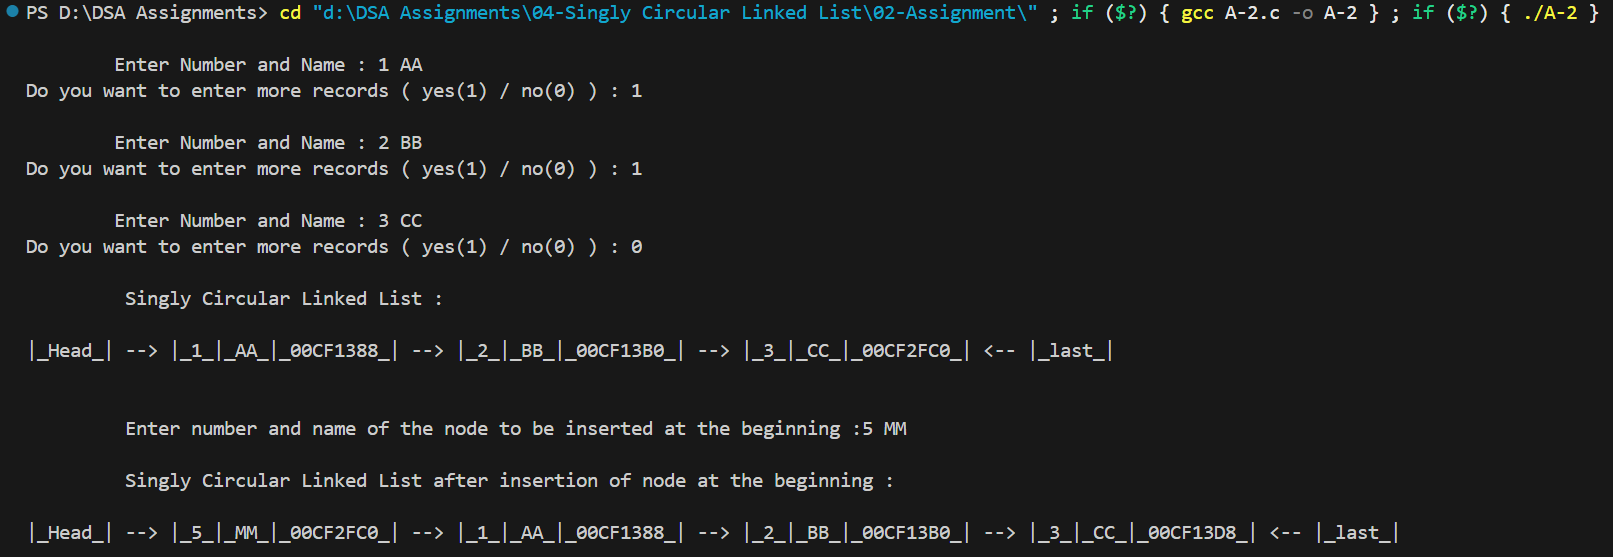 PS D:\DSA Assignments> cd "d:\DSA Assignments\04-Singly Circular Linked List\02-Assignment\" ; if ($?) { gcc A-2.c -o A-2 } ; if ($?) { ./A-2 }
Enter Number and Name : 1 AA
Do you want to enter more records ( yes(1) / no(0) ) : 1
Enter Number and Name : 2 BB
Do you want to enter more records ( yes(1) / no(0) ) : 1
Enter Number and Name : 3 CC
Do you want to enter more records ( yes(1) / no(0) ) : 0
Singly Circular Linked List :
|_Head_| --> |_1_|_AA_|_00CF1388_| --> |_2_|_BB_|_00CF13B0_| --> |_3_|_CC_|_00CF2FC0_| <-- |_last_|
Enter number and name of the node to be inserted at the beginning :5 MM
Singly Circular Linked List after insertion of node at the beginning :
|_Head_| --> |_5_|_MM_|_00CF2FC0_| --> |_1_|_AA_|_00CF1388_| --> |_2_|_BB_|_00CF13B0_| --> |_3_|_CC_|_00CF13D8_| <-- |_last_|